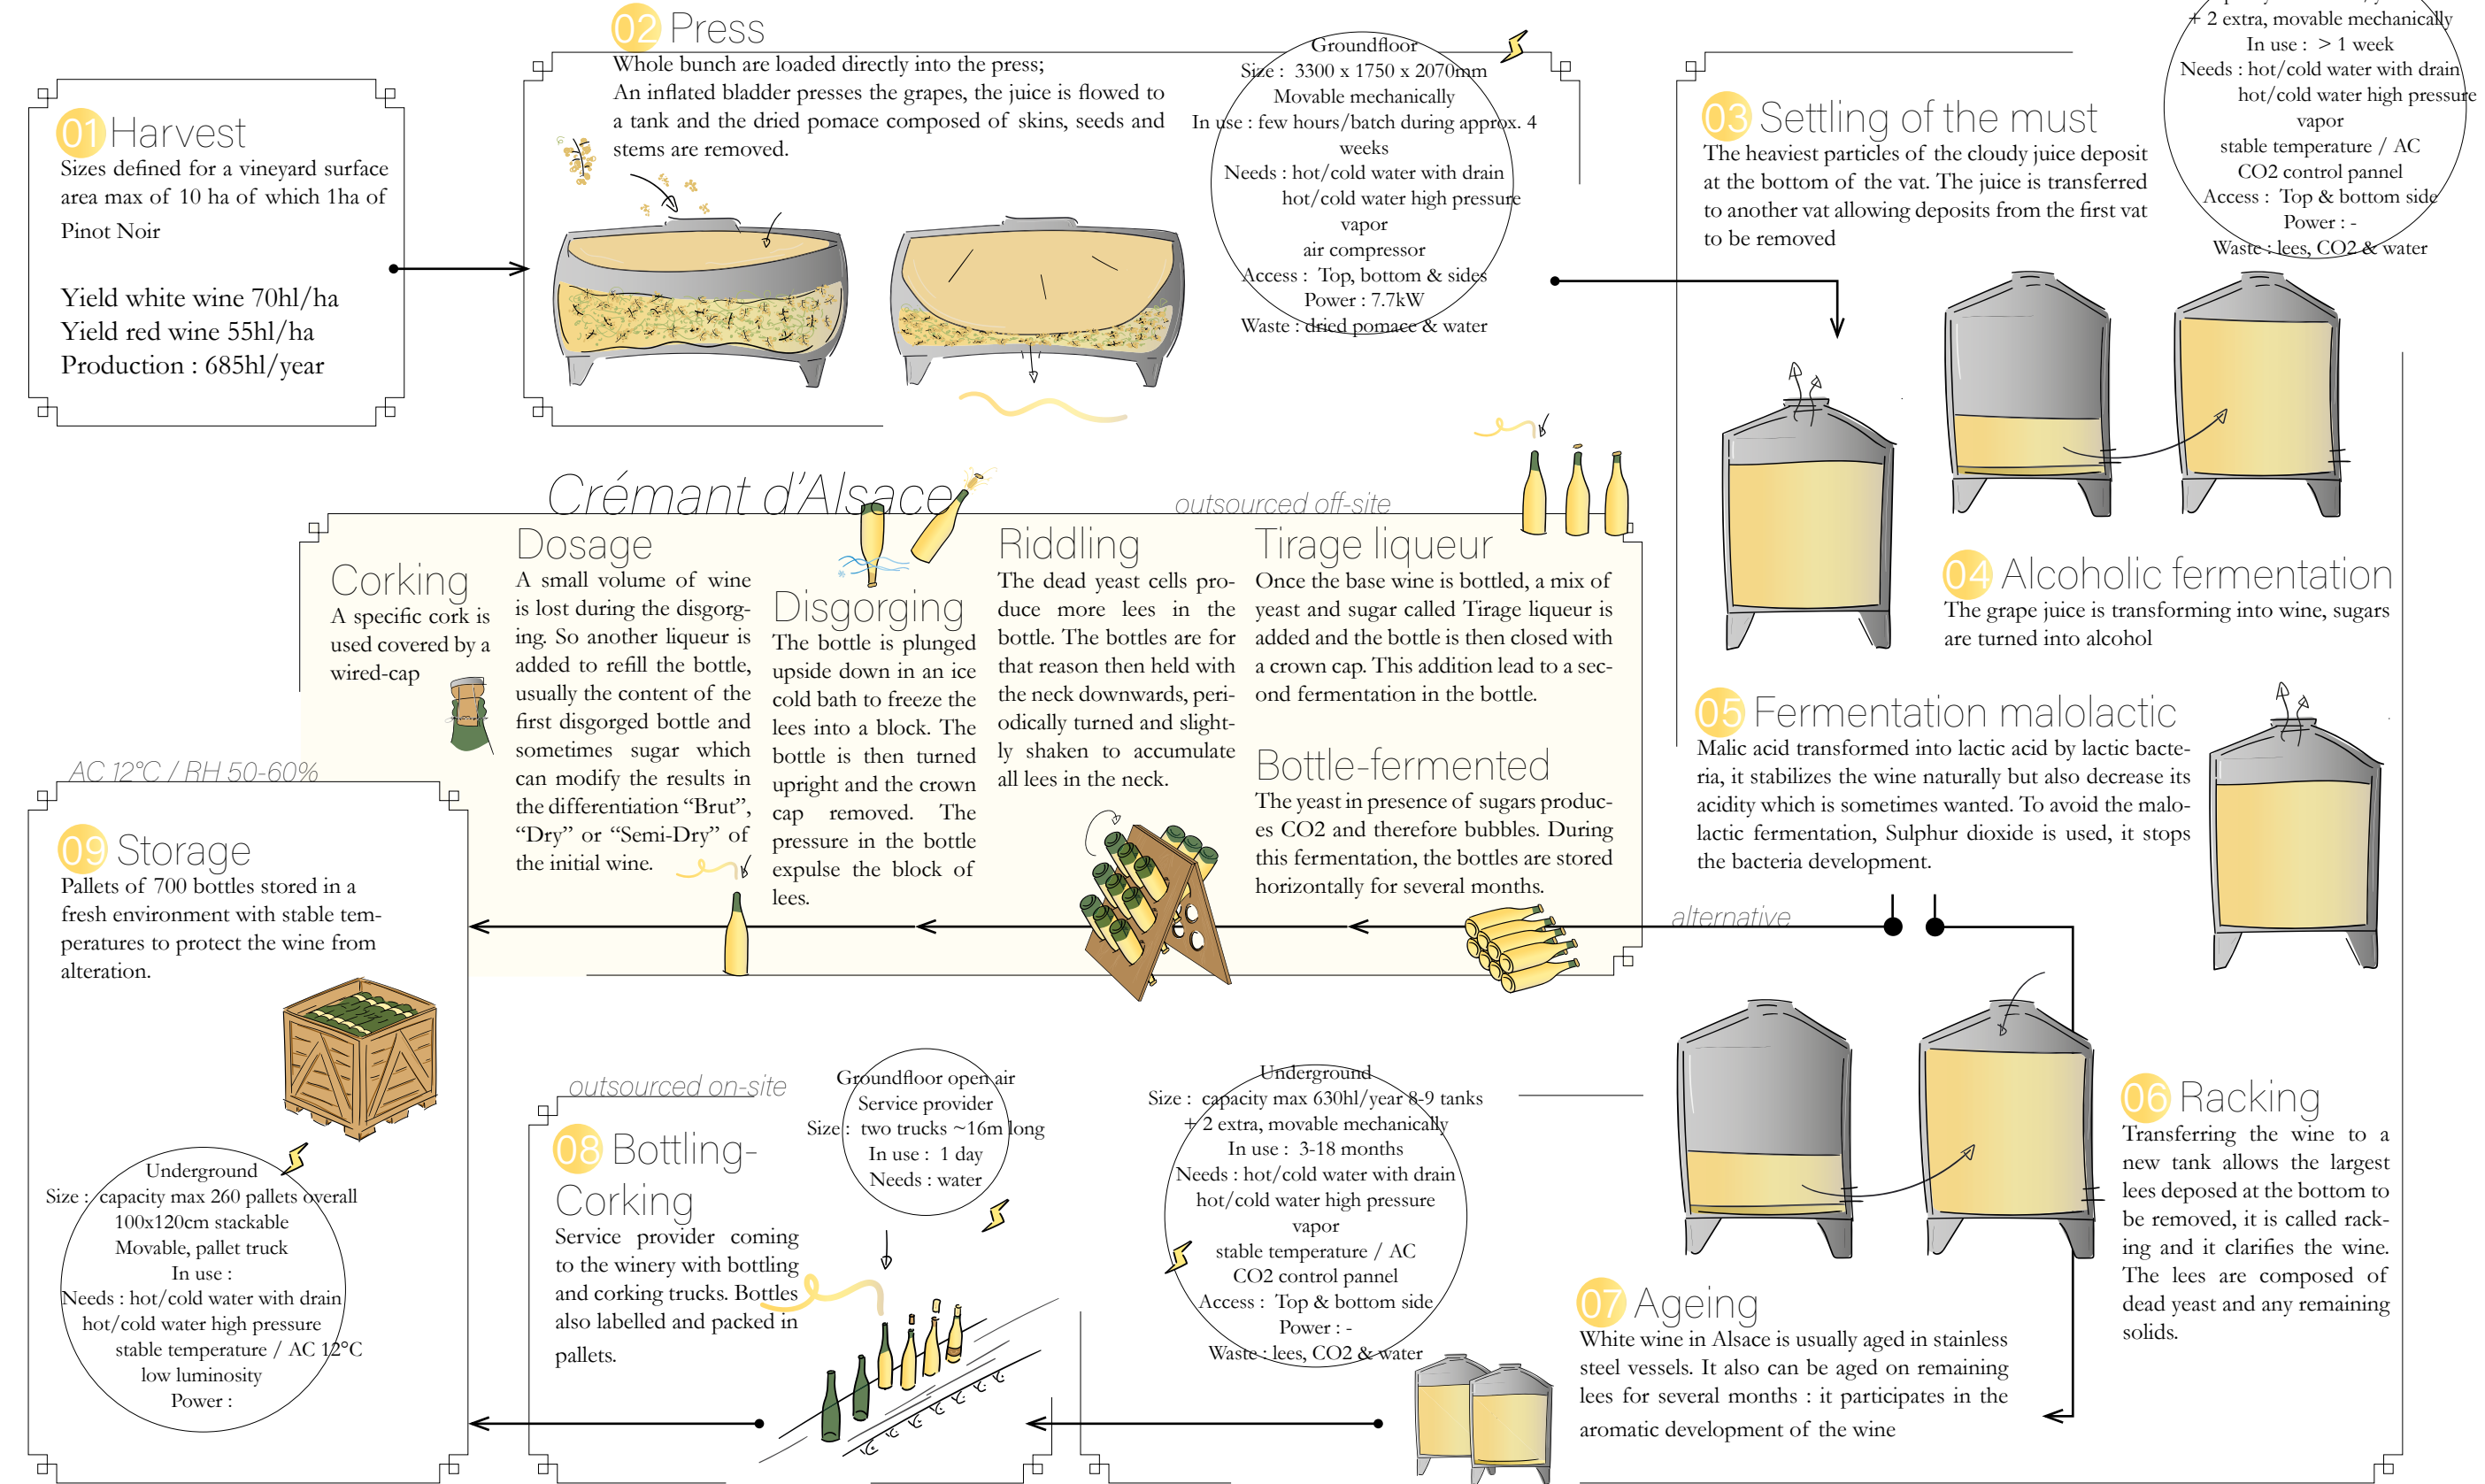 01 Harvest
Sizes defined for a vineyard surface
area max of 10 ha of which 1ha of
Pinot Noir
Yield white wine 70hl/ha
Yield red wine 55hl/ha
Production : 685hl/year
02 Press
Whole bunch are loaded directly into the press;
An inflated bladder presses the grapes, the juice is flowed to
a tank and the dried pomace composed of skins, seeds and
stems are removed.
Groundfloor
Size : 3300 x 1750 x 2070mm
Movable mechanically
In use : few hours/batch during approx. 4
weeks
Needs : hot/cold water with drain
hot/cold water high pressure
vapor
air compressor
Access : Top, bottom & sides
Power : 7.7kW
Waste : dried pomace & water
03 Settling of the must
The heaviest particles of the cloudy juice deposit
at the bottom of the vat. The juice is transferred
to another vat allowing deposits from the first vat
to be removed
+ 2 extra, movable mechanically
In use : > 1 week
Needs : hot/cold water with drain
hot/cold water high pressure
vapor
stable temperature / AC
CO2 control pannel
Access : Top & bottom side
Power : -
Waste : lees, CO2 & water
04 Alcoholic fermentation
The grape juice is transforming into wine, sugars
are turned into alcohol
05 Fermentation malolactic
Malic acid transformed into lactic acid by lactic bacte-
ria, it stabilizes the wine naturally but also decrease its
acidity which is sometimes wanted. To avoid the malo-
lactic fermentation, Sulphur dioxide is used, it stops
the bacteria development.
alternative
Crémant d'Alsace
outsourced off-site
Tirage liqueur
Once the base wine is bottled, a mix of
yeast and sugar called Tirage liqueur is
added and the bottle is then closed with
a crown cap. This addition lead to a sec-
ond fermentation in the bottle.
Bottle-fermented
The yeast in presence of sugars produc-
es CO2 and therefore bubbles. During
this fermentation, the bottles are stored
horizontally for several months.
Riddling
The dead yeast cells pro-
duce more lees in the
bottle. The bottles are for
that reason then held with
the neck downwards, peri-
odically turned and slight-
ly shaken to accumulate
all lees in the neck.
Disgorging
The bottle is plunged
upside down in an ice
cold bath to freeze the
lees into a block. The
bottle is then turned
upright and the crown
cap removed. The
pressure in the bottle
expulse the block of
lees.
Dosage
A small volume of wine
is lost during the disgorg-
ing. So another liqueur is
added to refill the bottle,
usually the content of the
first disgorged bottle and
sometimes sugar which
can modify the results in
the differentiation “Brut”,
“Dry” or “Semi-Dry” of
the initial wine.
Corking
A specific cork is
used covered by a
wired-cap
06 Racking
Transferring the wine to a
new tank allows the largest
lees deposed at the bottom to
be removed, it is called rack-
ing and it clarifies the wine.
The lees are composed of
dead yeast and any remaining
solids.
07 Ageing
White wine in Alsace is usually aged in stainless
steel vessels. It also can be aged on remaining
lees for several months : it participates in the
aromatic development of the wine
Underground
Size : capacity max 630hl/year 8-9 tanks
+ 2 extra, movable mechanically
In use : 3-18 months
Needs : hot/cold water with drain
hot/cold water high pressure
vapor
stable temperature / AC
CO2 control pannel
Access : Top & bottom side
Power : -
Waste : lees, CO2 & water
outsourced on-site
08 Bottling-
Corking
Service provider coming
to the winery with bottling
and corking trucks. Bottles
also labelled and packed in
pallets.
Groundfloor open air
Service provider
Size : two trucks ~16m long
In use : 1 day
Needs : water
AC 12°C / RH 50-60%
09 Storage
Pallets of 700 bottles stored in a
fresh environment with stable tem-
peratures to protect the wine from
alteration.
Underground
Size : capacity max 260 pallets overall
100x120cm stackable
Movable, pallet truck
In use :
Needs : hot/cold water with drain
hot/cold water high pressure
stable temperature / AC 12°C
low luminosity
Power :